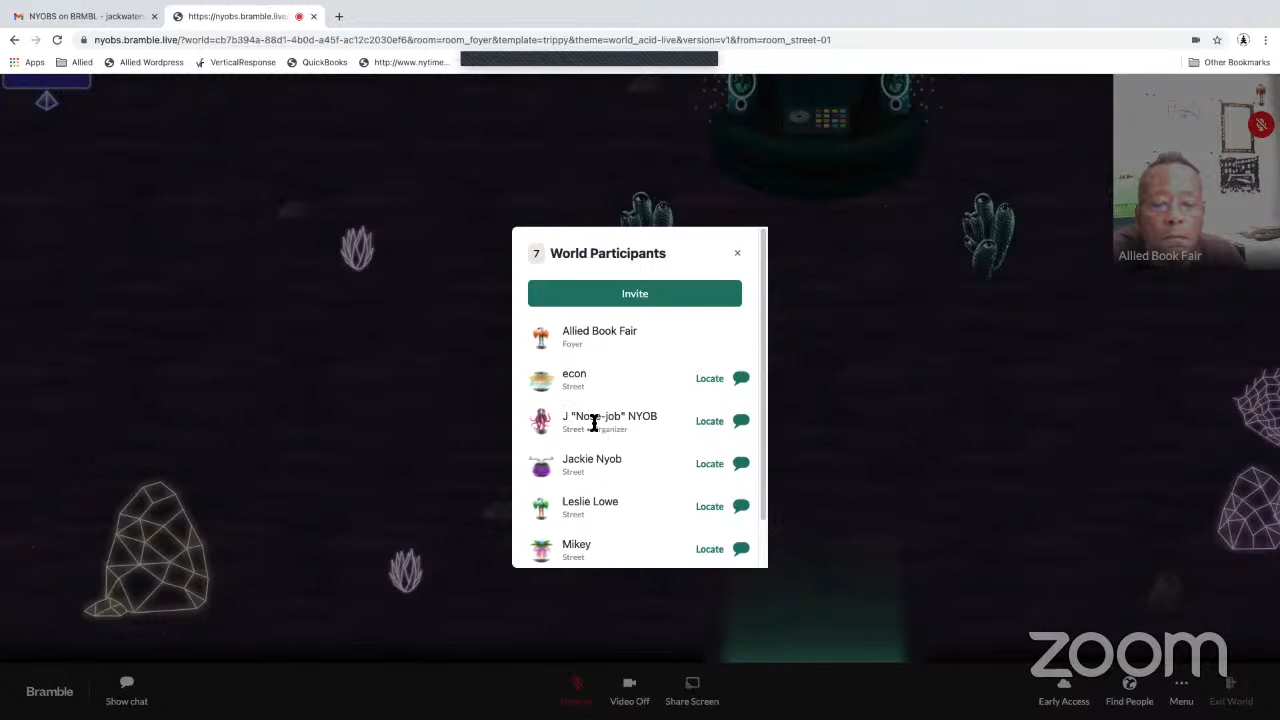 NYOBS on BRMBL - jackwaters
https://nyobs.bramble.live/
nyobs.bramble.live/?world=cb7b394a-88d1-4b0d-a45f-ac12c2030ef6&room=room_foyer&template=trippy&theme=world_acid-live&version=v1&from=room_street-01
Apps
Allied
Allied Wordpress
VerticalResponse
QuickBooks
http://www.nytime...
Other Bookmarks
Allied Book Fair
7 World Participants
Invite
Allied Book Fair
Foyer
econ
Street
Locate
J "Nose-job" NYOB
Street
Locate
Jackie Nyob
Street
Locate
Leslie Lowe
Street
Locate
Mikey
Street
Locate
zoom
Bramble
Show chat
Video Off
Share Screen
Early Access
Find People
Menu
Exit World